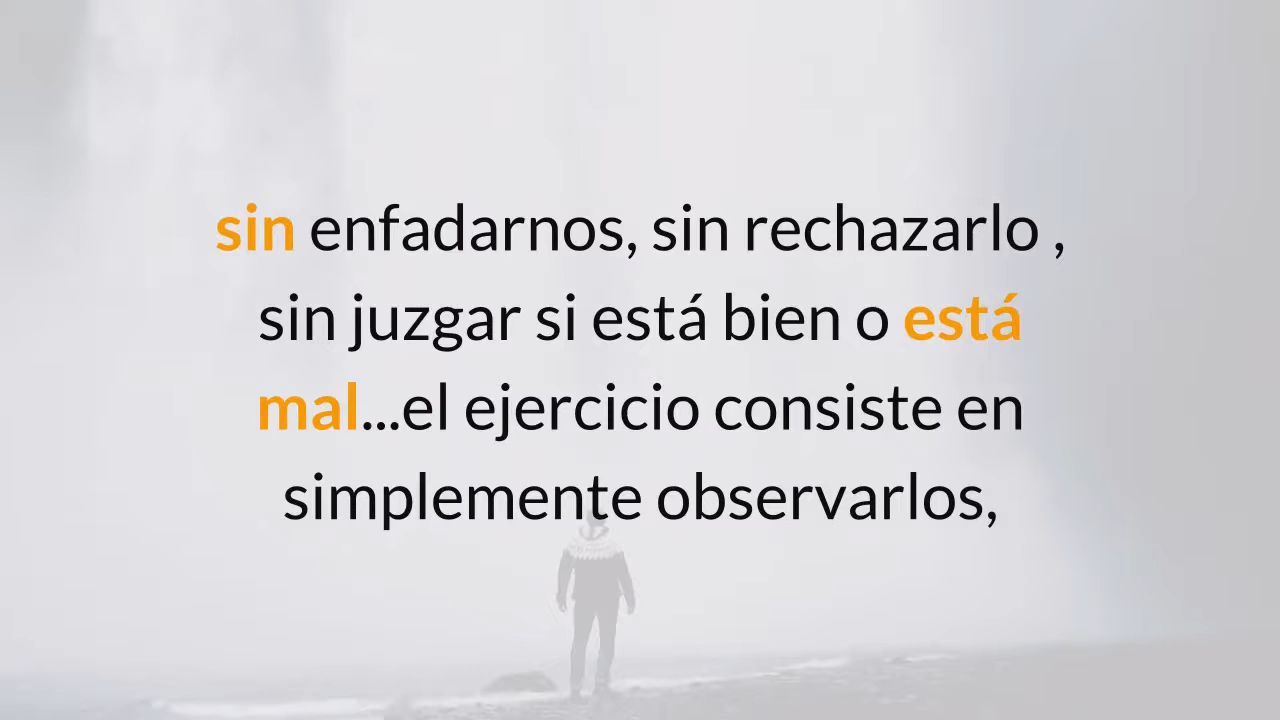 sin enfadarnos, sin rechazarlo ,
sin juzgar si está bien o está
mal...el ejercicio consiste en
simplemente observarlos,